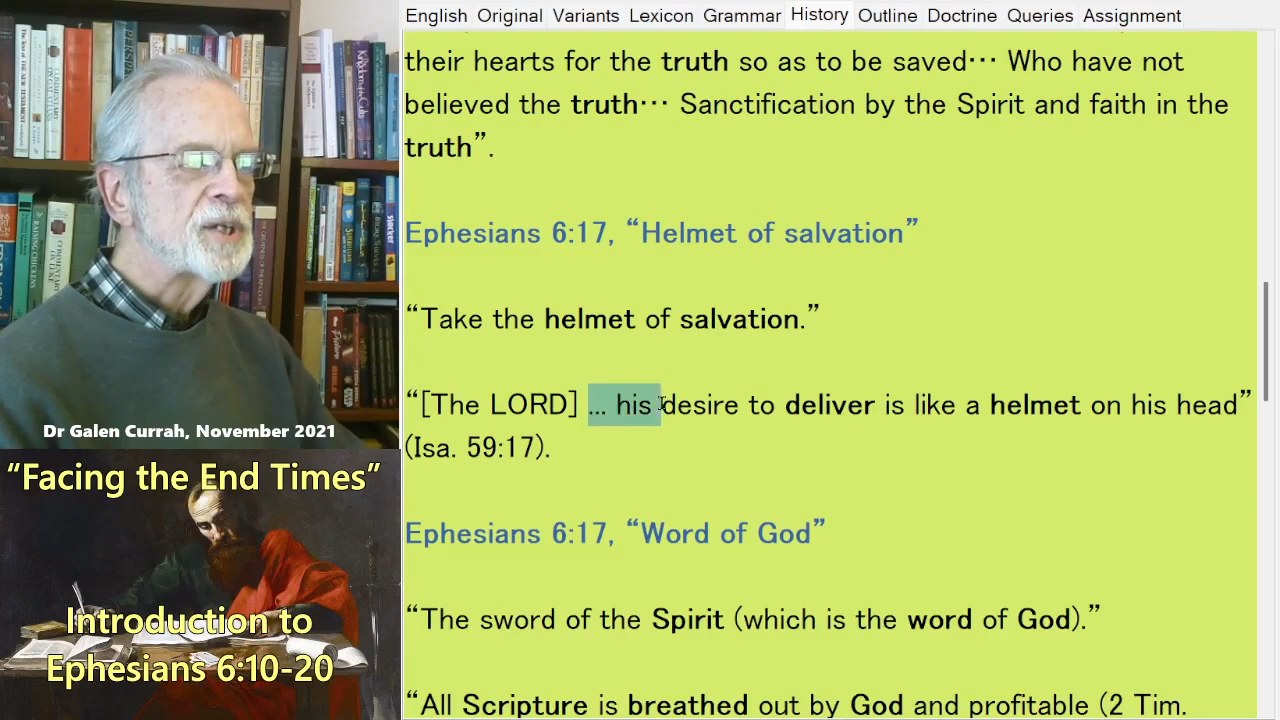 English Original Variants Lexicon Grammar History Outline Doctrine Queries Assignment
their hearts for the truth so as to be saved… Who have not
believed the truth… Sanctification by the Spirit and faith in the
truth”.
Ephesians 6:17, “Helmet of salvation”
“Take the helmet of salvation.”
“[The LORD] ... his desire to deliver is like a helmet on his head”
(Isa. 59:17).
Ephesians 6:17, “Word of God”
“The sword of the Spirit (which is the word of God).”
“All Scripture is breathed out by God and profitable (2 Tim.
Dr Galen Currah, November 2021
“Facing the End Times”
Introduction to
Ephesians 6:10-20